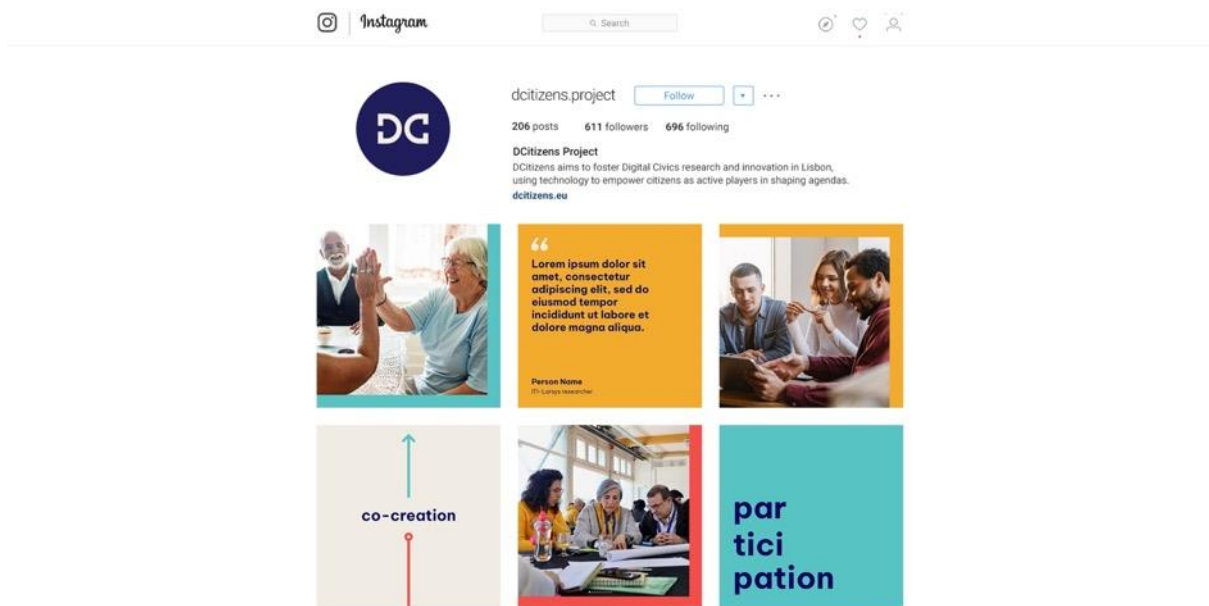 Instagram
Search
DC
dcitizens.project Follow
206 posts 611 followers 696 following
DCitizens Project
DCitizens aims to foster Digital Civics research and innovation in Lisbon,
using technology to empower citizens as active players in shaping agendas.
dcitizens.eu
“
Lorem ipsum dolor sit
amet, consectetur
adipiscing elit, sed do
eiusmod tempor
incididunt ut labore et
dolore magna aliqua.
Person Name
ITI-Larsys researcher
co-creation
par
tici
pation